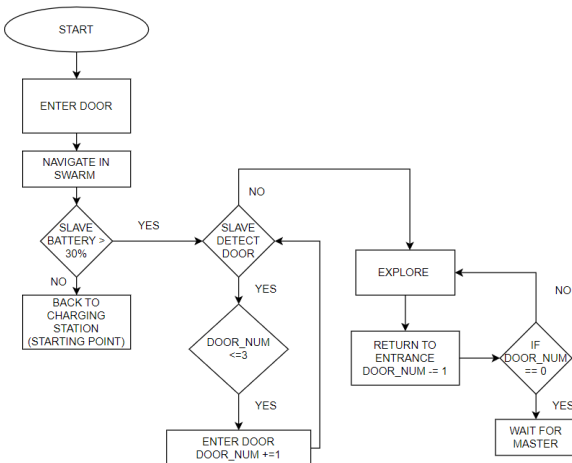 START
ENTER DOOR
NAVIGATE IN
SWARM
SLAVE
BATTERY >
30%
YES
NO
BACK TO
CHARGING
STATION
(STARTING POINT)
SLAVE
DETECT
DOOR
NO
YES
DOOR_NUM
<=3
YES
ENTER DOOR
DOOR_NUM +=1
EXPLORE
RETURN TO
ENTRANCE
DOOR_NUM -= 1
IF
DOOR_NUM
== 0
NO
YES
WAIT FOR
MASTER